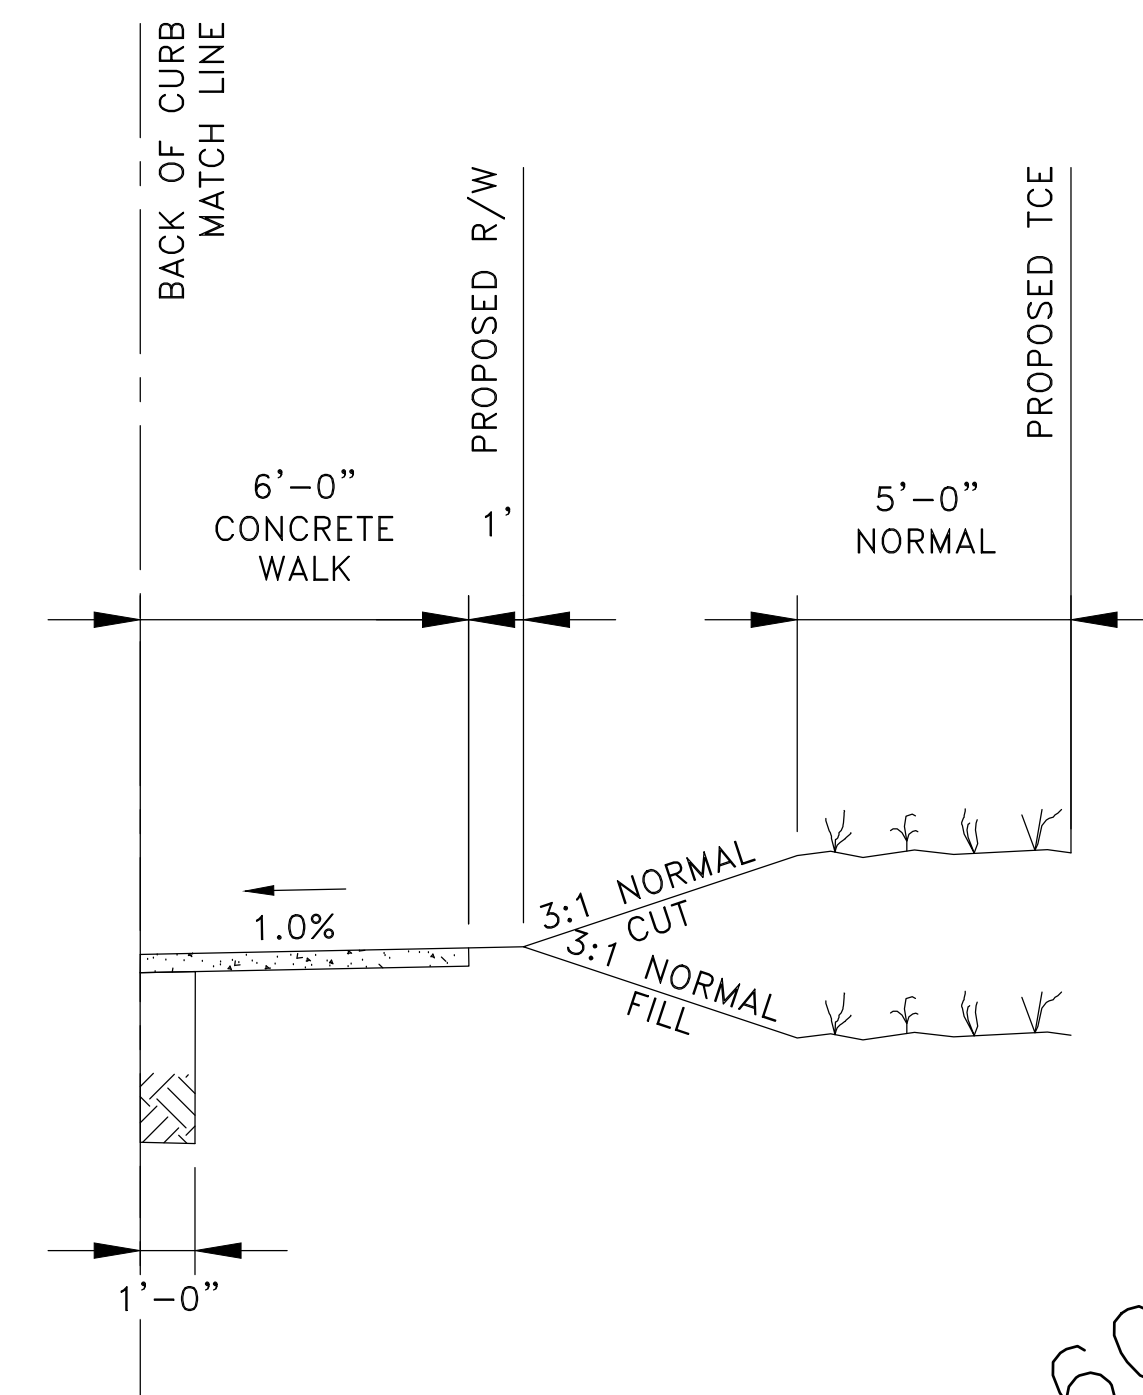 BACK OF CURB
MATCH LINE
PROPOSED R/W
PROPOSED TCE
6'-0"
CONCRETE
WALK
1'
5'-0"
NORMAL
1.0%
3:1 NORMAL
CUT
3:1 NORMAL
FILL
1'-0"